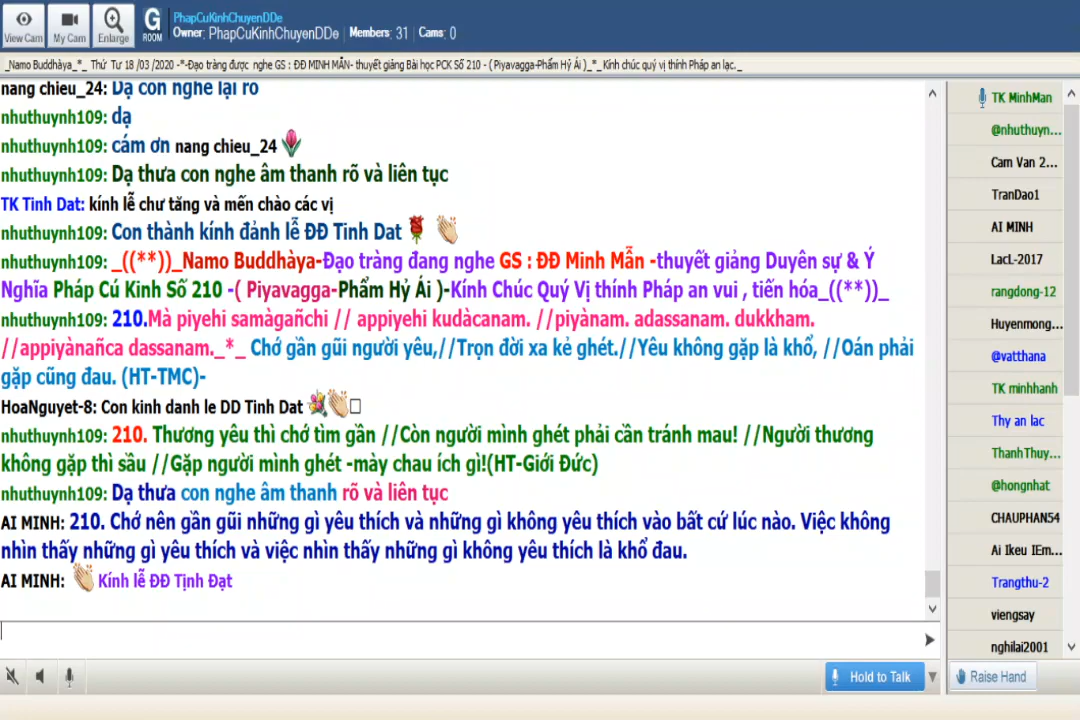 View Cam
My Cam
Enlarge
G
ROOM
PhapCuKinhChuyenDDe
Owner: PhapCuKinhChuyenDDe Members: 31 Cams: 0
_Namo Buddhàya_*_ Thứ Tư 18 /03 /2020 -*-Đạo tràng được nghe GS : ĐĐ MINH MẪN- thuyết giảng Bài học PCK Số 210 - ( Piyavagga-Phẩm Hỷ Ái )_*_Kính chúc quý vị thính Pháp an lạc._
nang chieu_24: Dạ con nghe lại rõ
nhuthuynh109: dạ
nhuthuynh109: cám ơn nang chieu_24
nhuthuynh109: Dạ thưa con nghe âm thanh rõ và liên tục
TK Tinh Dat: kính lễ chư tăng và mến chào các vị
nhuthuynh109: Con thành kính đảnh lễ ĐĐ Tinh Dat
nhuthuynh109: _((**))_Namo Buddhàya-Đạo tràng đang nghe GS : ĐĐ Minh Mẫn -thuyết giảng Duyên sự & Ý
Nghĩa Pháp Cú Kinh Số 210 -( Piyavagga-Phẩm Hỷ Ái )-Kính Chúc Quý Vị thính Pháp an vui , tiến hóa_((**))_
nhuthuynh109: 210.Mà piyehi samàgañchi // appiyehi kudàcanam. //piyànam. adassanam. dukkham.
//appiyànañca dassanam._*_ Chớ gần gũi người yêu,//Trọn đời xa kẻ ghét.//Yêu không gặp là khổ, //Oán phải
gặp cũng đau. (HT-TMC)-
HoaNguyet-8: Con kinh danh le DD Tinh Dat
nhuthuynh109: 210. Thương yêu thì chớ tìm gần //Còn người mình ghét phải cần tránh mau! //Người thương
không gặp thì sầu //Gặp người mình ghét -mày chau ích gì!(HT-Giới Đức)
nhuthuynh109: Dạ thưa con nghe âm thanh rõ và liên tục
AI MINH: 210. Chớ nên gần gũi những gì yêu thích và những gì không yêu thích vào bất cứ lúc nào. Việc không
nhìn thấy những gì yêu thích và việc nhìn thấy những gì không yêu thích là khổ đau.
AI MINH: Kính lễ ĐĐ Tịnh Đạt
TK MinhMan
@nhuthuyn...
Cam Van 2...
TranDao1
AI MINH
LacL-2017
rangdong-12
Huyenmong...
@vatthana
TK minhhanh
Thy an lac
ThanhThuy...
@hongnhat
CHAUPHAN54
Ai Ikeu IEm...
Trangthu-2
viengsay
nghilai2001
Hold to Talk
Raise Hand